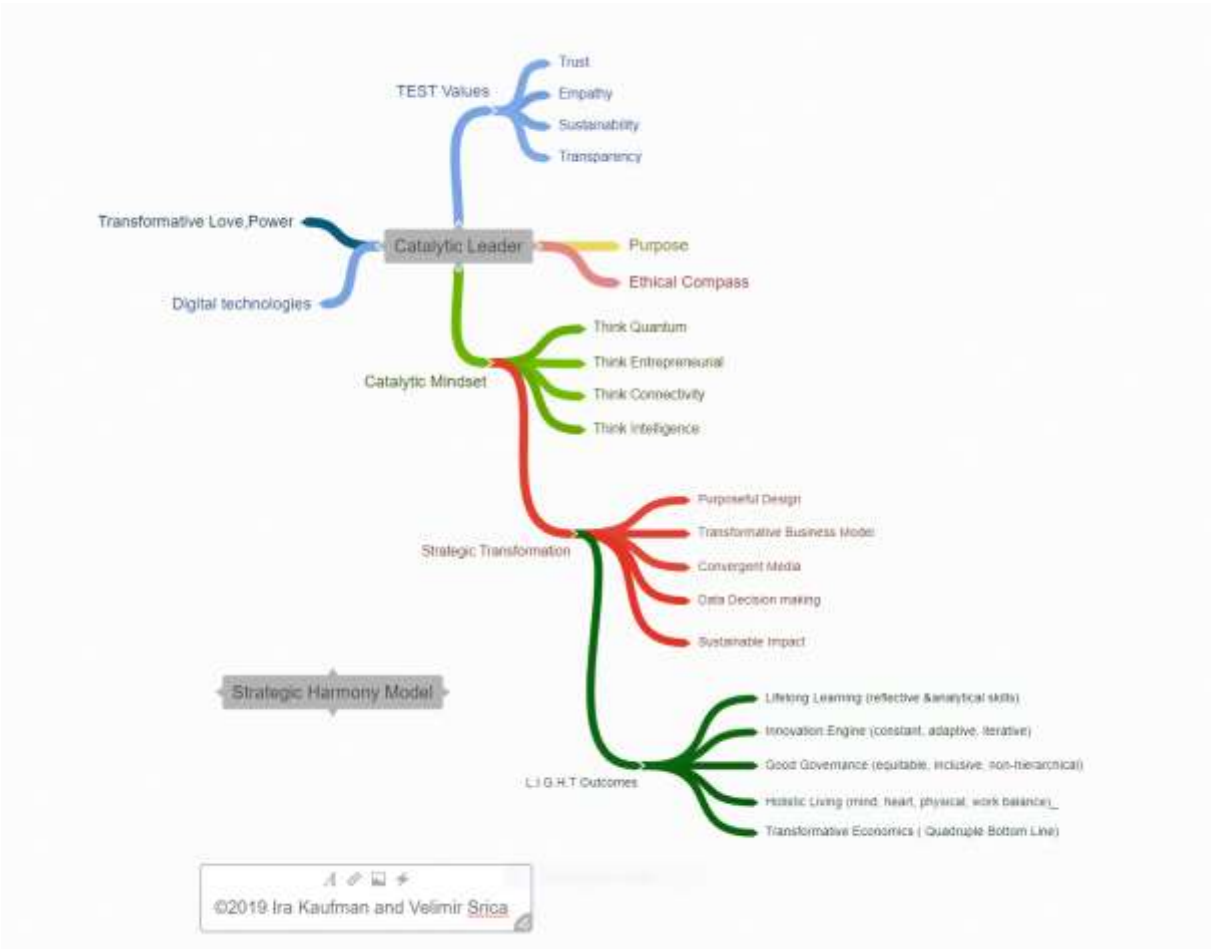 Trust
TEST Values
Empathy
Sustainability
Transparency
Transformative Love,Power
Catalytic Leader
Purpose
Ethical Compass
Digital technologies
Think Quantum
Think Entrepreneurial
Catalytic Mindset
Think Connectivity
Think Intelligence
Purposeful Design
Transformative Business Model
Strategic Transformation
Convergent Media
Data Decision making
Sustainable Impact
Strategic Harmony Model
Lifelong Learning (reflective &analytical skills)
Innovation Engine (constant, adaptive, iterative)
Good Governance (equitable, inclusive, non-hierarchical)
L.I.G.H.T Outcomes
Holistic Living (mind, heart, physical, work balance)_
Transformative Economics ( Quadruple Bottom Line)
©2019 Ira Kaufman and Velimir Srica